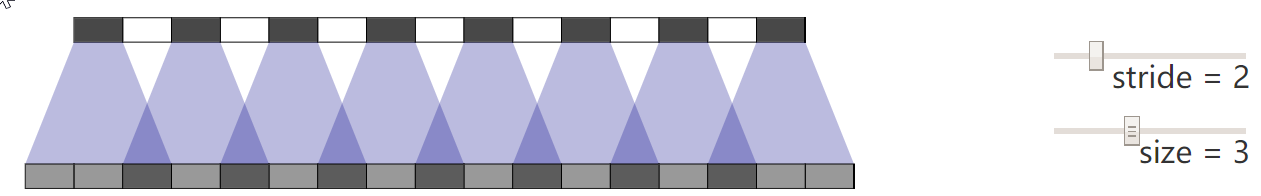 stride = 2
size = 3